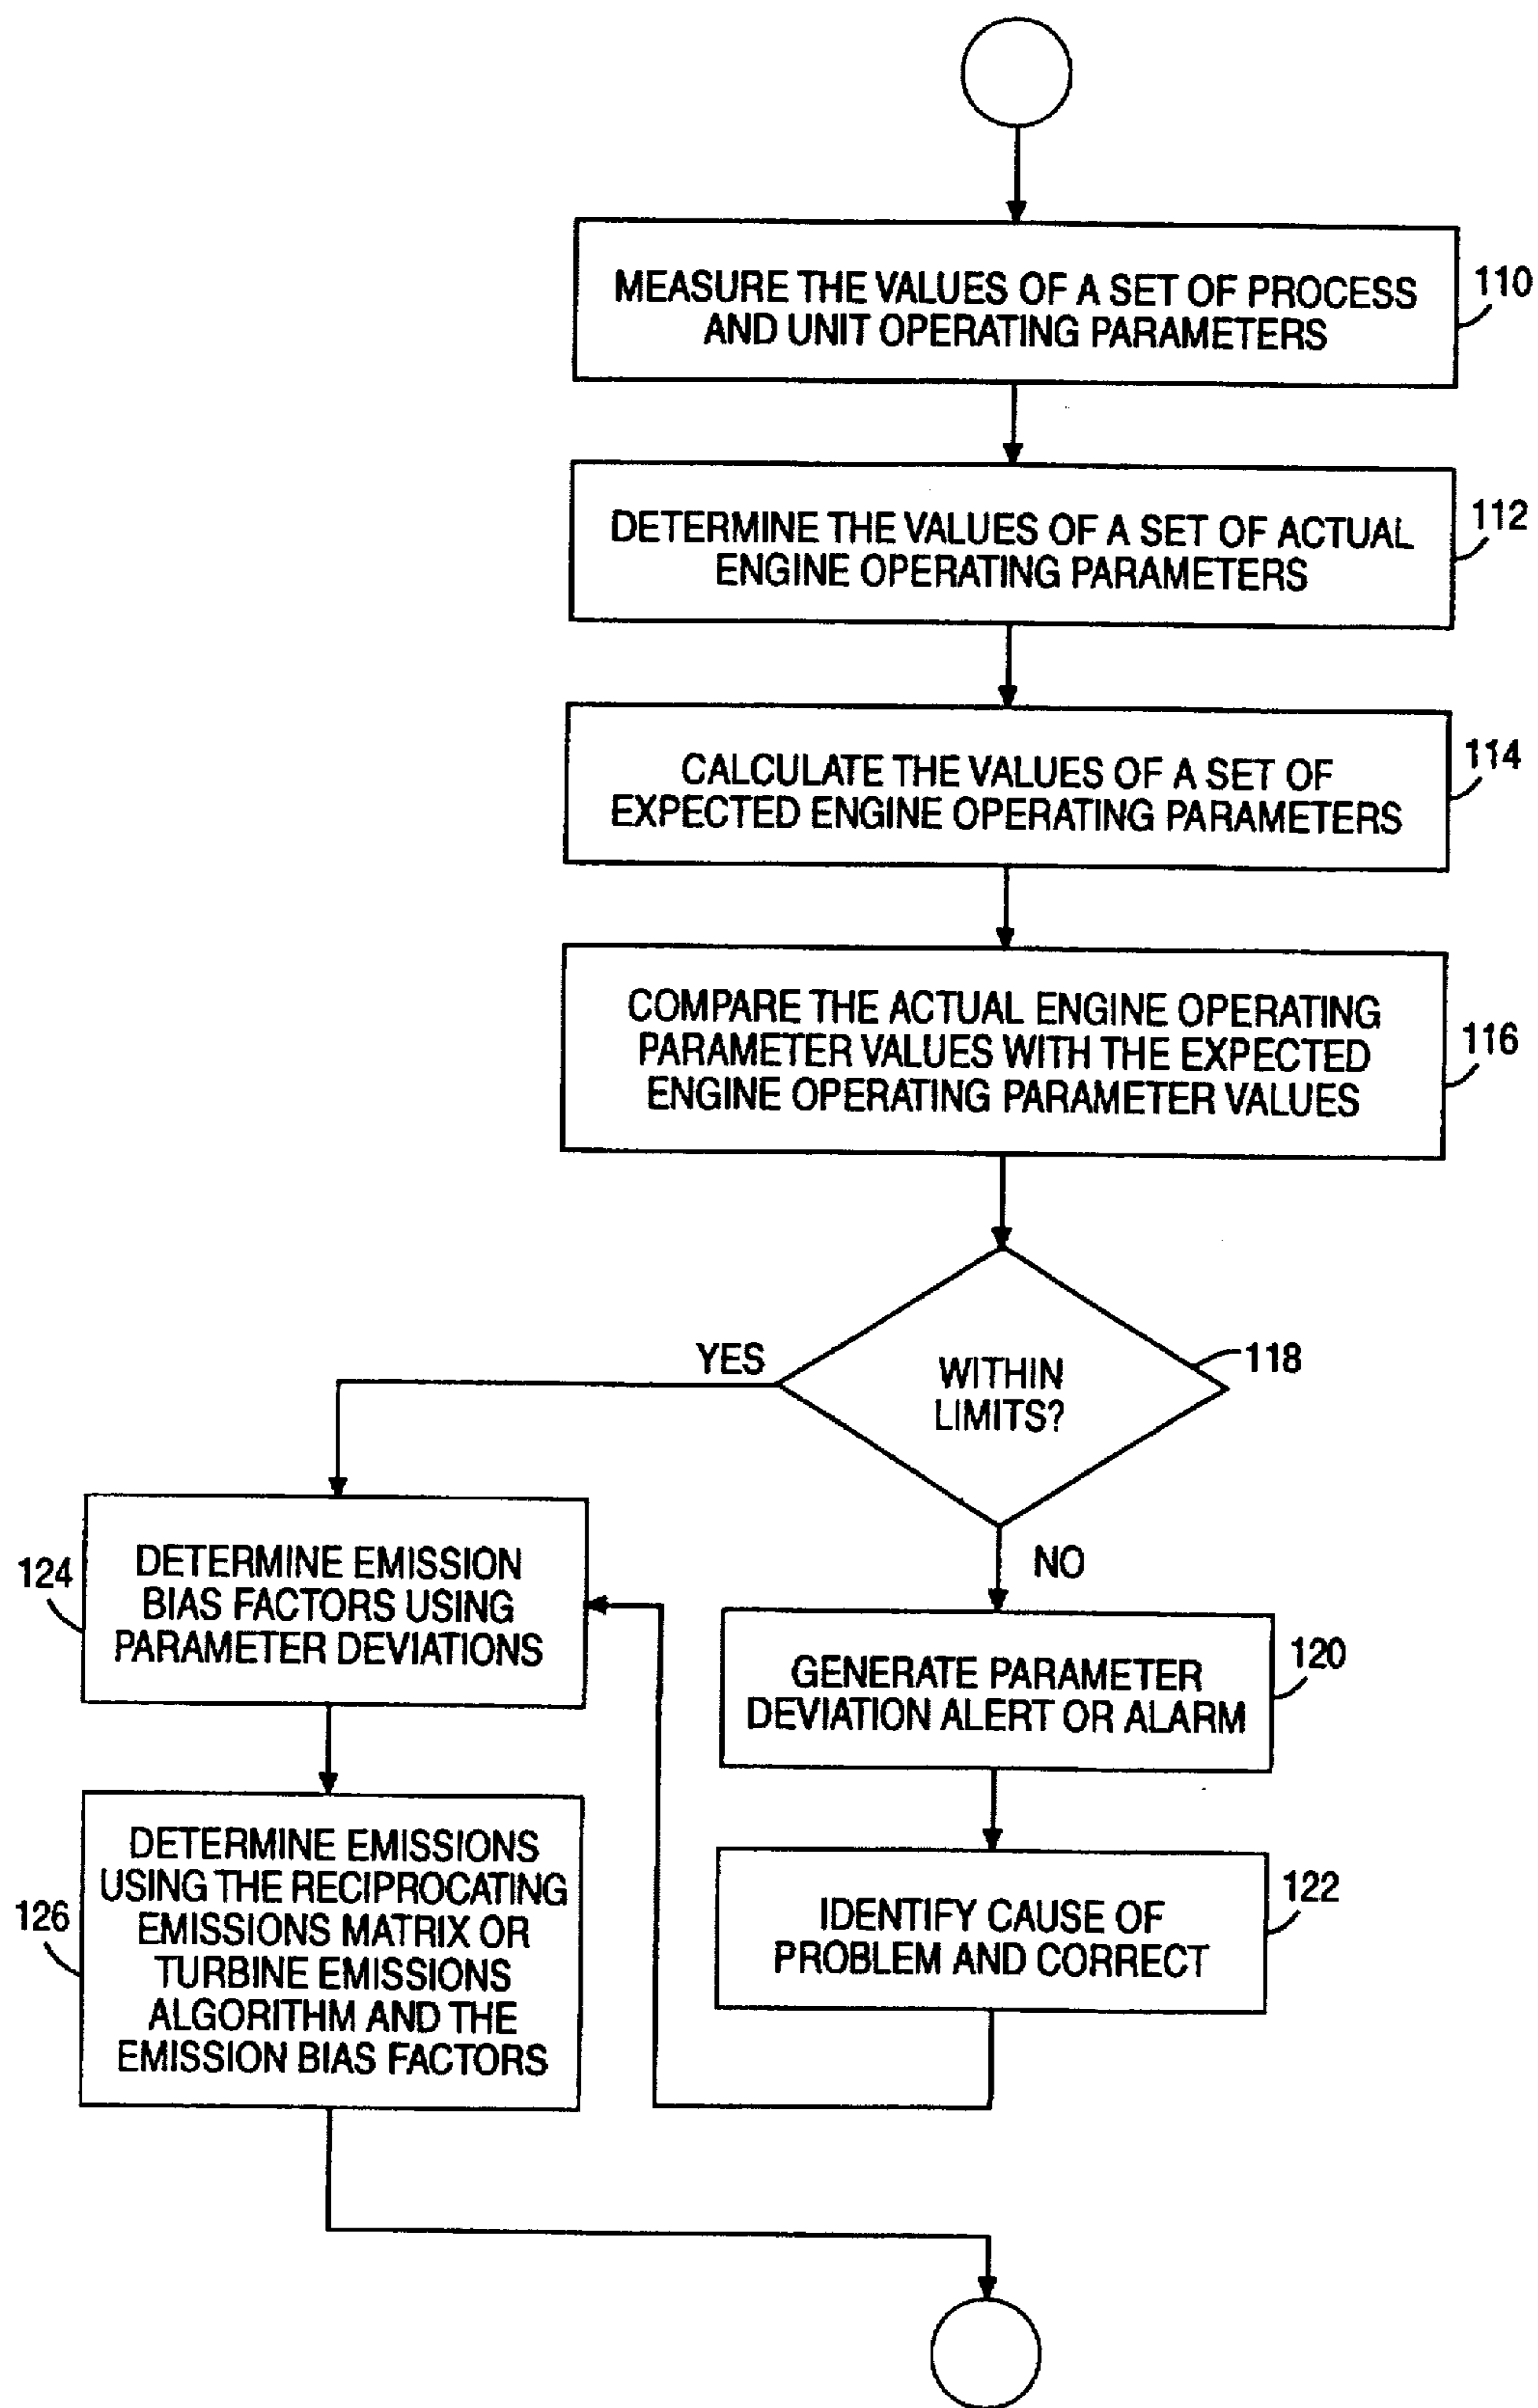 MEASURE THE VALUES OF A SET OF PROCESS
AND UNIT OPERATING PARAMETERS
110
DETERMINE THE VALUES OF A SET OF ACTUAL
ENGINE OPERATING PARAMETERS
112
CALCULATE THE VALUES OF A SET OF
EXPECTED ENGINE OPERATING PARAMETERS
114
COMPARE THE ACTUAL ENGINE OPERATING
PARAMETER VALUES WITH THE EXPECTED
ENGINE OPERATING PARAMETER VALUES
116
WITHIN
LIMITS?
118
YES
NO
124
DETERMINE EMISSION
BIAS FACTORS USING
PARAMETER DEVIATIONS
GENERATE PARAMETER
DEVIATION ALERT OR ALARM
120
126
DETERMINE EMISSIONS
USING THE RECIPROCATING
EMISSIONS MATRIX OR
TURBINE EMISSIONS
ALGORITHM AND THE
EMISSION BIAS FACTORS
IDENTIFY CAUSE OF
PROBLEM AND CORRECT
122